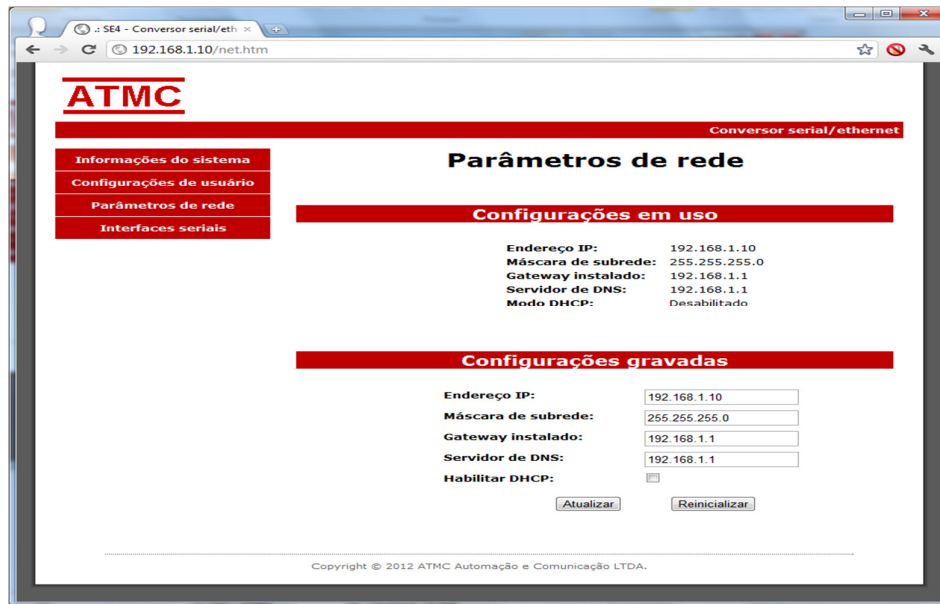 .: SE4 - Conversor serial/eth
192.168.1.10/net.htm
ATMC
Conversor serial/ethernet
Informações do sistema
Configurações de usuário
Parâmetros de rede
Interfaces seriais
Parâmetros de rede
Configurações em uso
Endereço IP: 192.168.1.10
Máscara de subrede: 255.255.255.0
Gateway instalado: 192.168.1.1
Servidor de DNS: 192.168.1.1
Modo DHCP: Desabilitado
Configurações gravadas
Endereço IP: 192.168.1.10
Máscara de subrede: 255.255.255.0
Gateway instalado: 192.168.1.1
Servidor de DNS: 192.168.1.1
Habilitar DHCP:
Atualizar Reinicializar
Copyright © 2012 ATMC Automação e Comunicação LTDA.